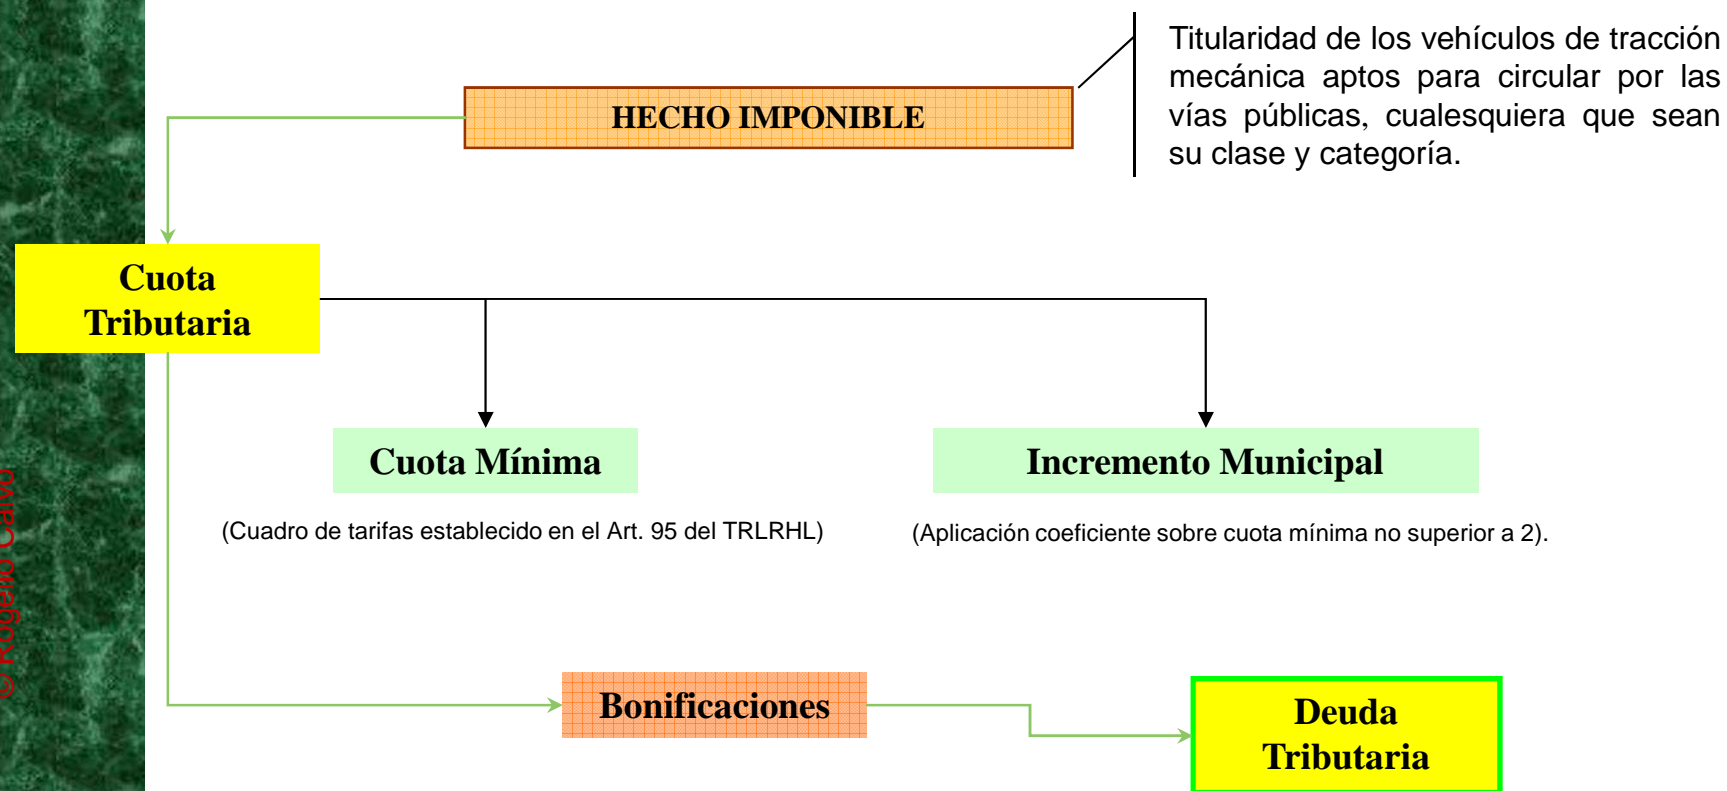 Titularidad de los vehículos de tracción
mecánica aptos para circular por las
vías públicas, cualesquiera que sean
su clase y categoría.
HECHO IMPONIBLE
Cuota
Tributaria
Cuota Mínima
Incremento Municipal
(Cuadro de tarifas establecido en el Art. 95 del TRLRHL)
(Aplicación coeficiente sobre cuota mínima no superior a 2).
Bonificaciones
Deuda
Tributaria
© Rogelio Calvo